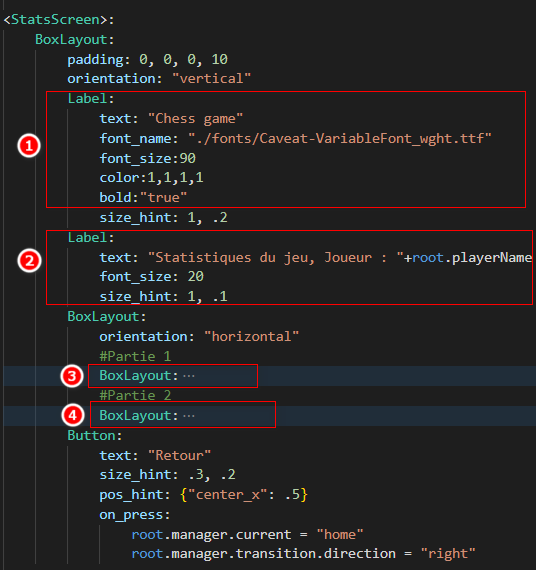 <StatsScreen>:
BoxLayout:
padding: 0, 0, 0, 10
orientation: "vertical"
Label:
text: "Chess game"
1 font_name: "./fonts/Caveat-VariableFont_wght.ttf"
font_size:90
color:1,1,1,1
bold:"true"
size_hint: 1, .2
Label:
2 text: "Statistiques du jeu, Joueur : "+root.playerName
font_size: 20
size_hint: 1, .1
BoxLayout:
orientation: "horizontal"
#Partie 1
3 BoxLayout: ⋯
#Partie 2
4 BoxLayout: ⋯
Button:
text: "Retour"
size_hint: .3, .2
pos_hint: {"center_x": .5}
on_press:
root.manager.current = "home"
root.manager.transition.direction = "right"